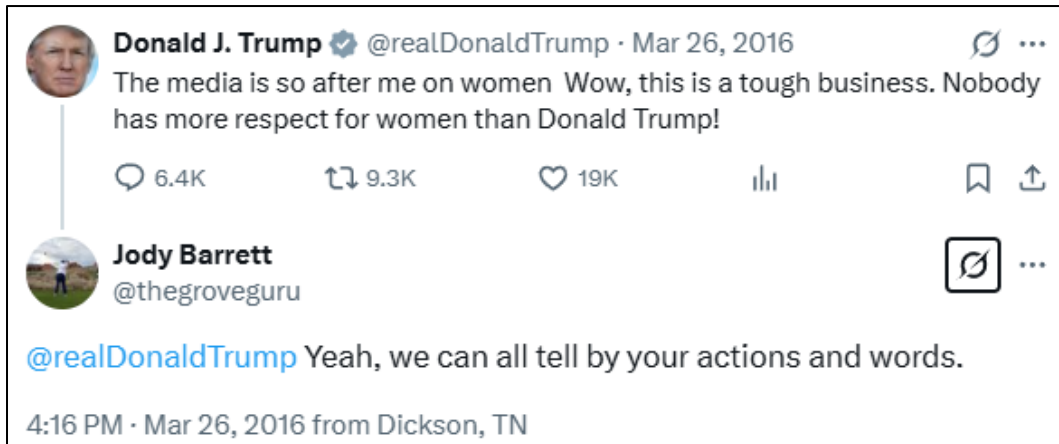 Donald J. Trump @realDonaldTrump · Mar 26, 2016
The media is so after me on women  Wow, this is a tough business. Nobody
has more respect for women than Donald Trump!
6.4K 9.3K 19K
Jody Barrett
@thegroveguru
@realDonaldTrump Yeah, we can all tell by your actions and words.
4:16 PM · Mar 26, 2016 from Dickson, TN